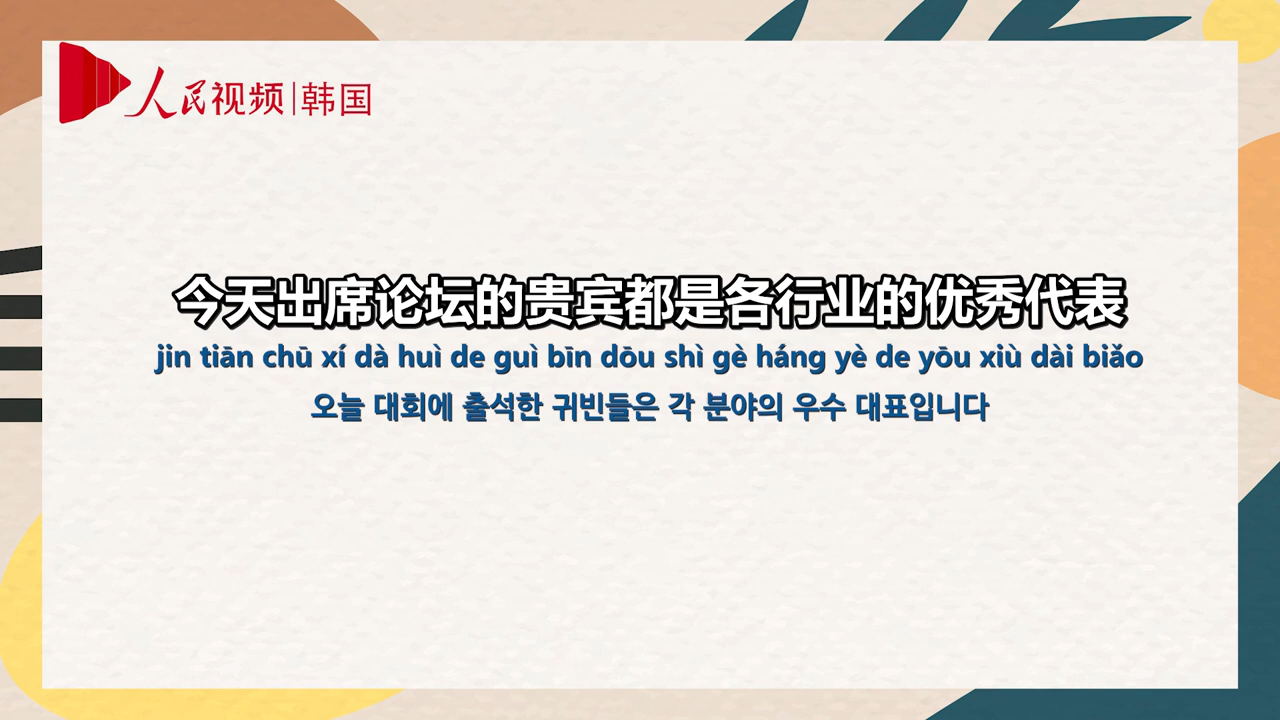 人民视频|韩国
今天出席论坛的贵宾都是各行业的优秀代表
jin tiān chū xí dà huì de guì bīn dōu shì gè háng yè de yōu xiù dài biǎo
오늘 대회에 출석한 귀빈들은 각 분야의 우수 대표입니다